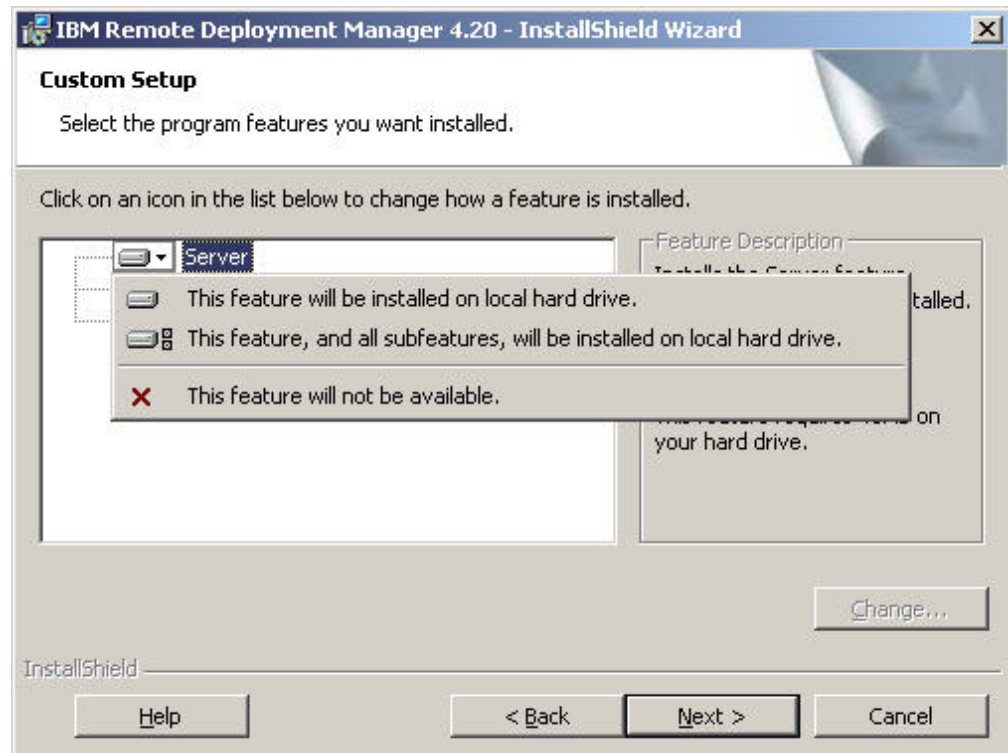 IBM Remote Deployment Manager 4.20 - InstallShield Wizard
Custom Setup
Select the program features you want installed.
Click on an icon in the list below to change how a feature is installed.
Server
Feature Description
This feature will be installed on local hard drive.
talled.
This feature, and all subfeatures, will be installed on local hard drive.
This feature will not be available.
on
your hard drive.
Change...
InstallShield
Help
< Back
Next >
Cancel